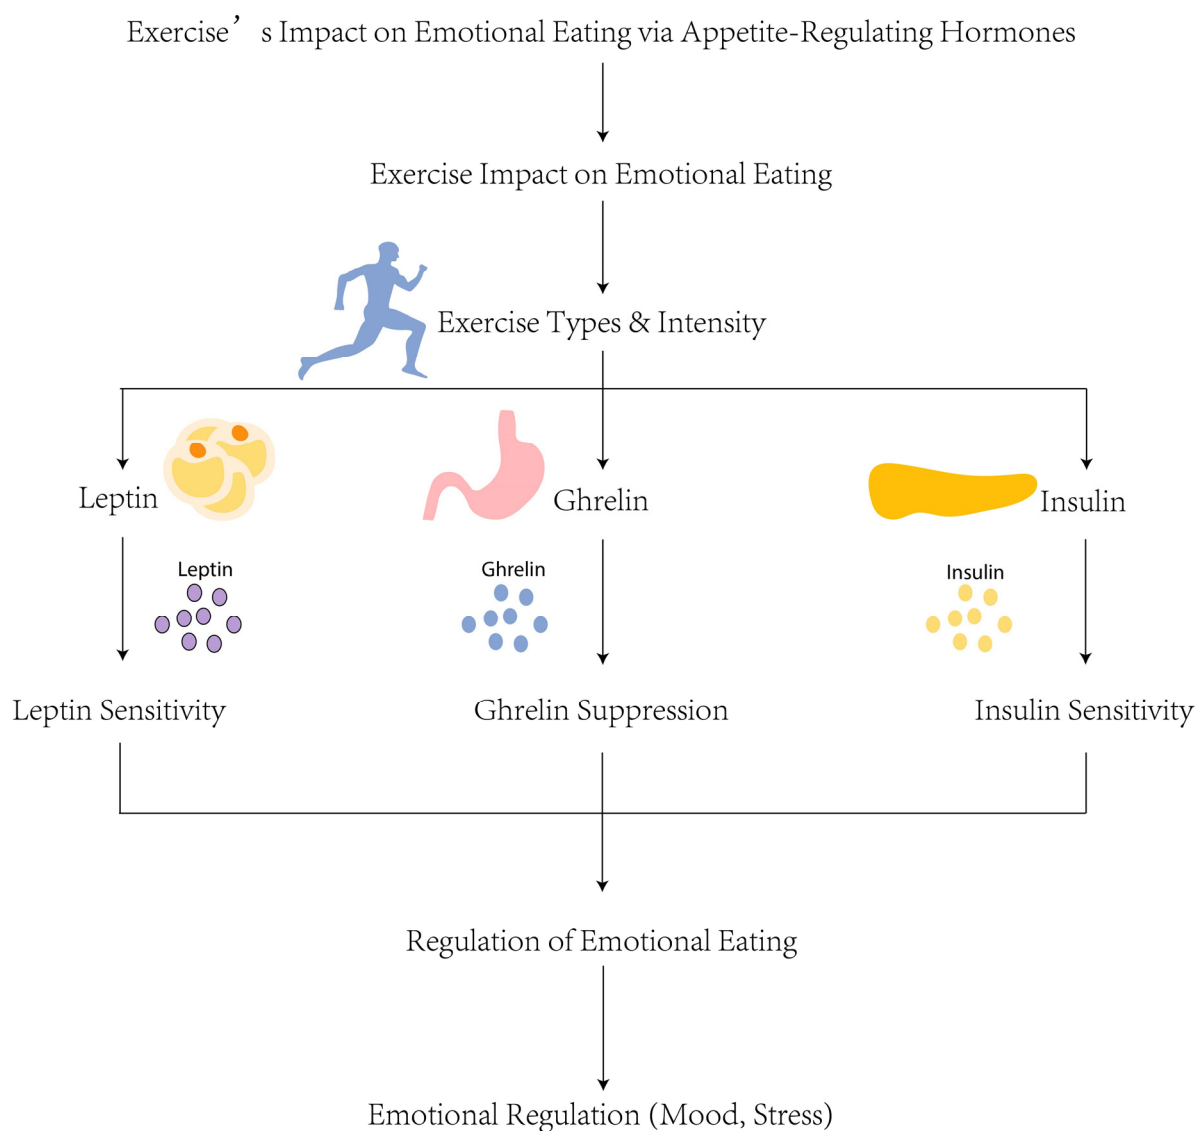 Exercise’ s Impact on Emotional Eating via Appetite-Regulating Hormones
Exercise Impact on Emotional Eating
Exercise Types & Intensity
Leptin
Ghrelin
Insulin
Leptin
Ghrelin
Insulin
Leptin Sensitivity
Ghrelin Suppression
Insulin Sensitivity
Regulation of Emotional Eating
Emotional Regulation (Mood, Stress)